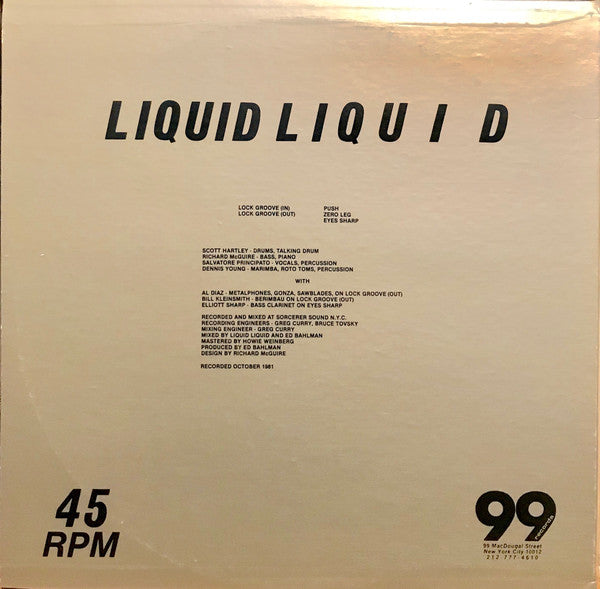 LIQUID LIQUID
LOCK GROOVE (IN) PUSH
LOCK GROOVE (OUT) ZERO LEG
EYES SHARP
SCOTT HARTLEY - DRUMS, TALKING DRUM
RICHARD McGUIRE - BASS, PIANO
SALVATORE PRINCIPATO - VOCALS, PERCUSSION
DENNIS YOUNG - MARIMBA, ROTO TOMS, PERCUSSION
WITH
AL DIAZ - METALPHONES, GONZA, SAWBLADES, ON LOCK GROOVE (OUT)
BILL KLEINSMITH - BERIMBAU ON LOCK GROOVE (OUT)
ELLIOTT SHARP - BASS CLARINET ON EYES SHARP
RECORDED AND MIXED AT SORCERER SOUND N.Y.C.
RECORDING ENGINEERS - GREG CURRY, BRUCE TOVSKY
MIXING ENGINEER - GREG CURRY
MIXED BY LIQUID LIQUID AND ED BAHLMAN
MASTERED BY HOWIE WEINBERG
PRODUCED BY ED BAHLMAN
DESIGN BY RICHARD McGUIRE
RECORDED OCTOBER 1981
45
RPM
99
records
99 MacDougal Street
New York City 10012
212 777-4610